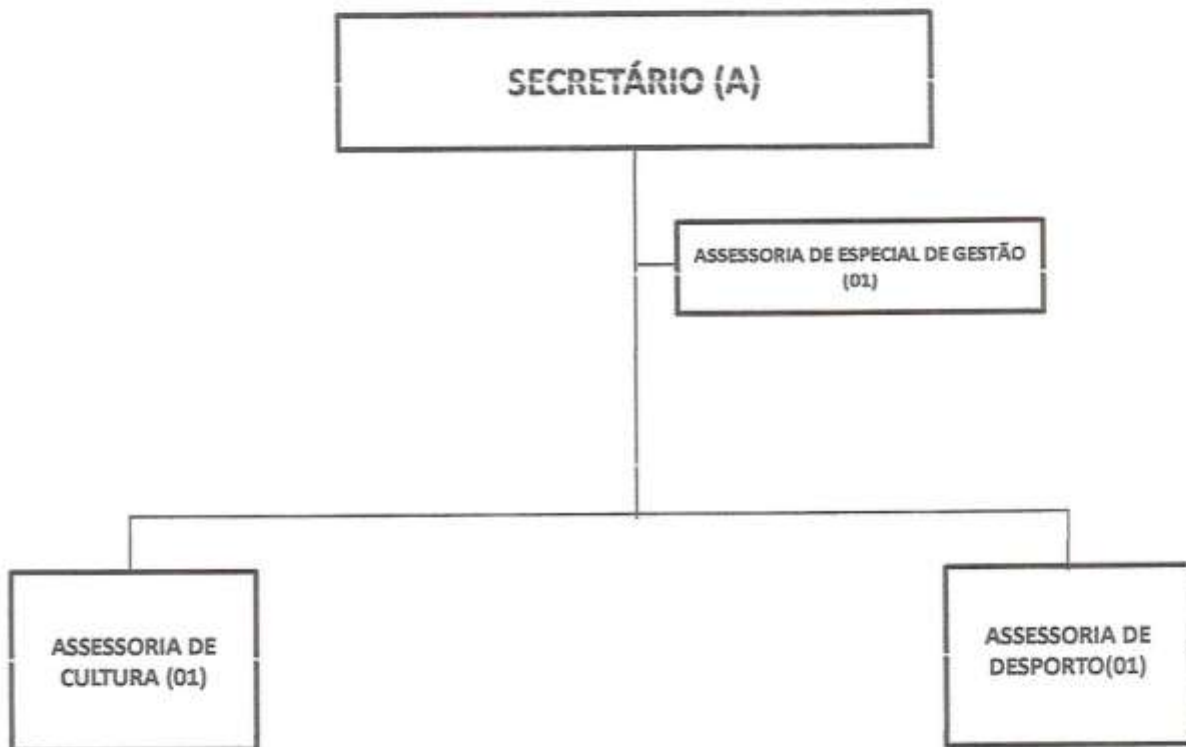 SECRETÁRIO (A)
ASSESSORIA DE ESPECIAL DE GESTÃO
(01)
ASSESSORIA DE
CULTURA (01)
ASSESSORIA DE
DESPORTO(01)